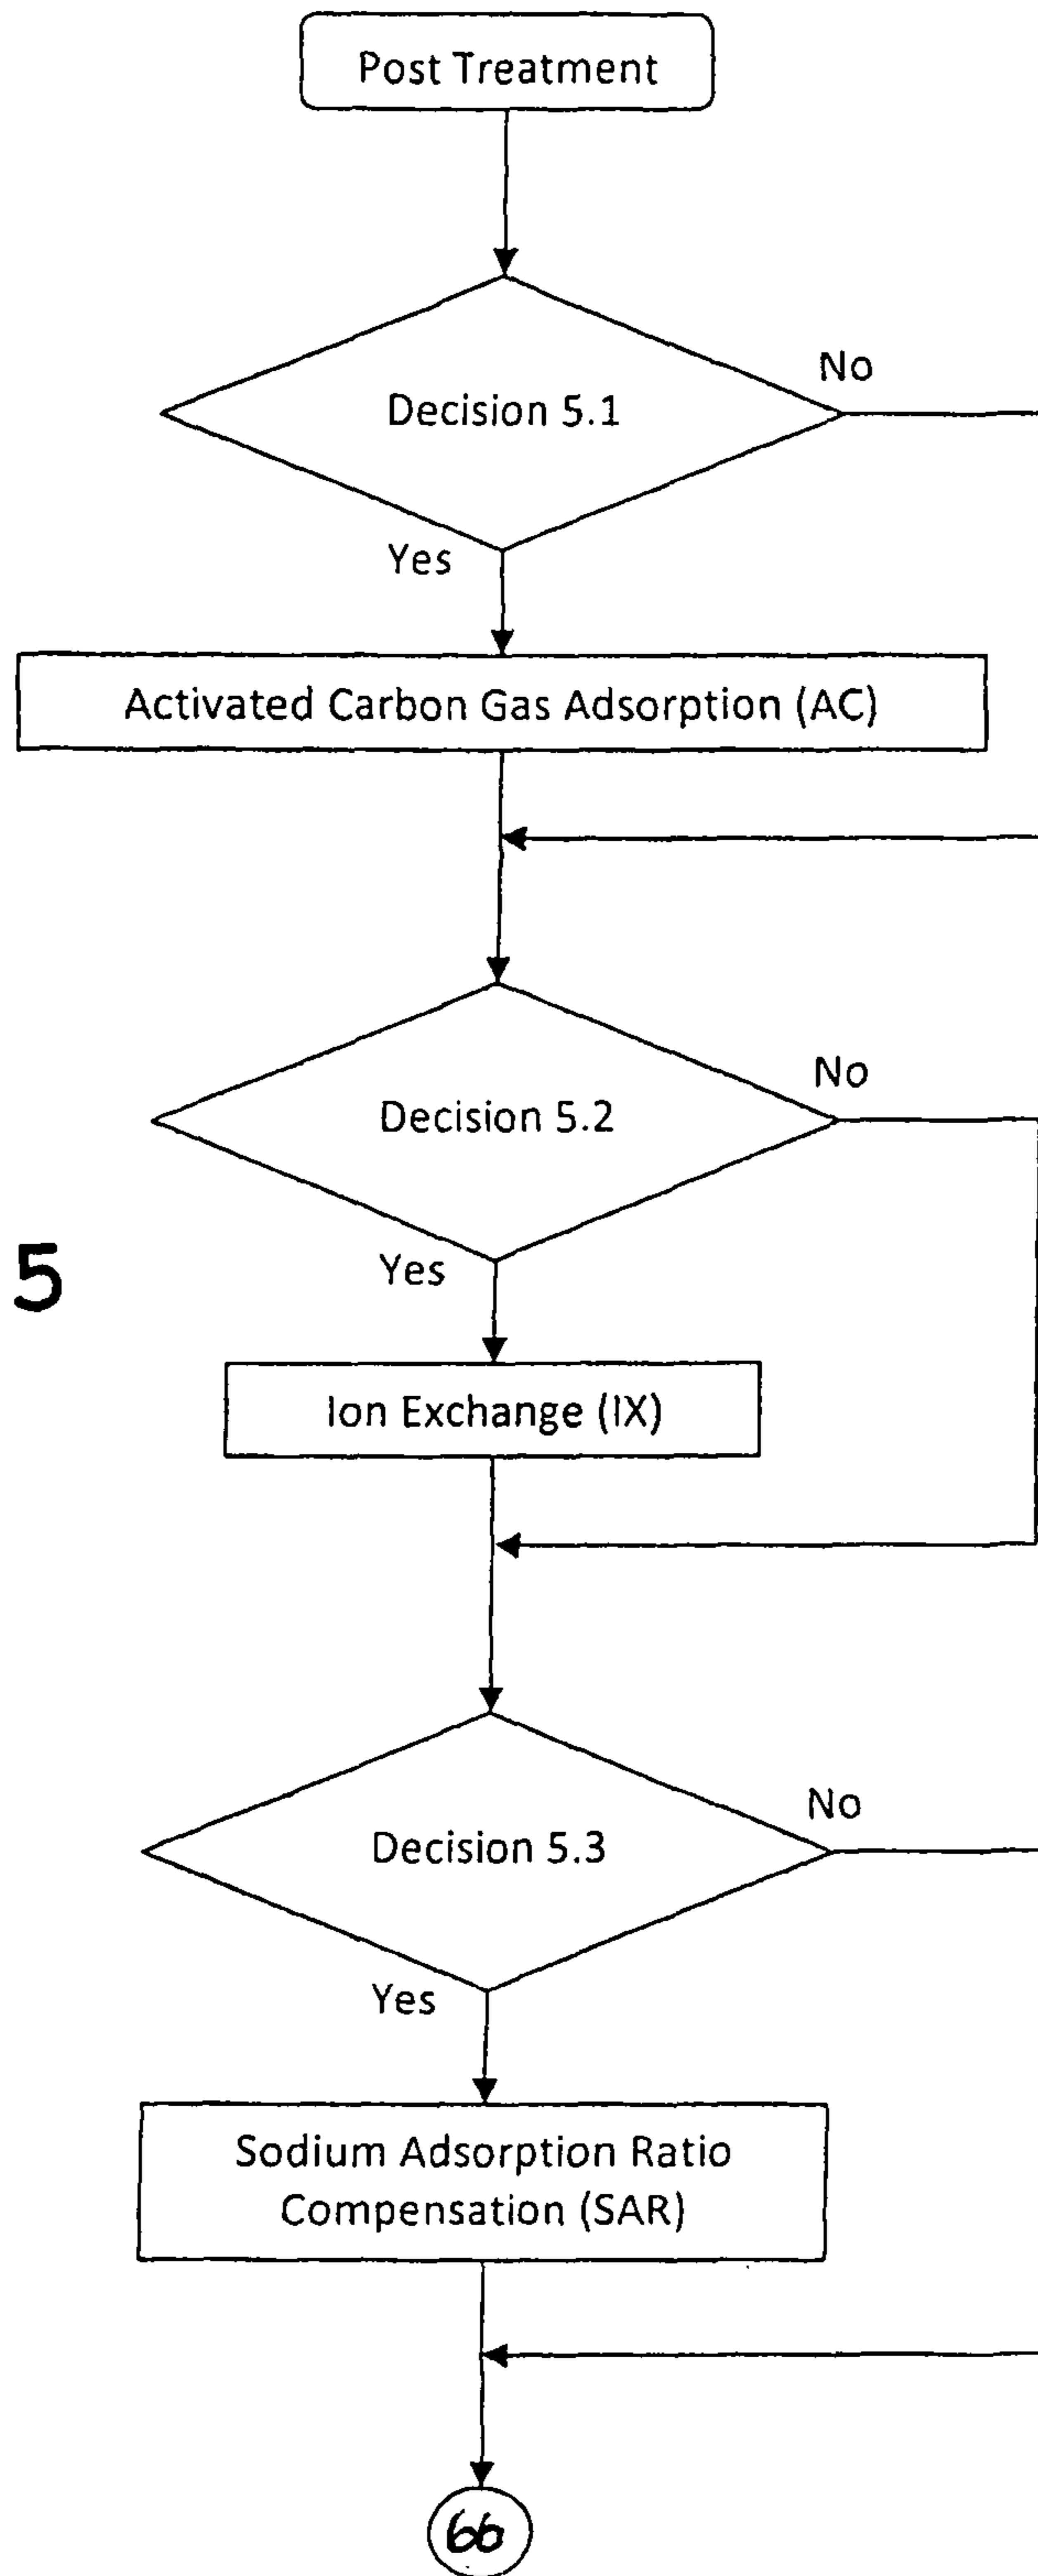 Post Treatment
Decision 5.1
No
Yes
Activated Carbon Gas Adsorption (AC)
Decision 5.2
No
Yes
5
Ion Exchange (IX)
Decision 5.3
No
Yes
Sodium Adsorption Ratio
Compensation (SAR)
66